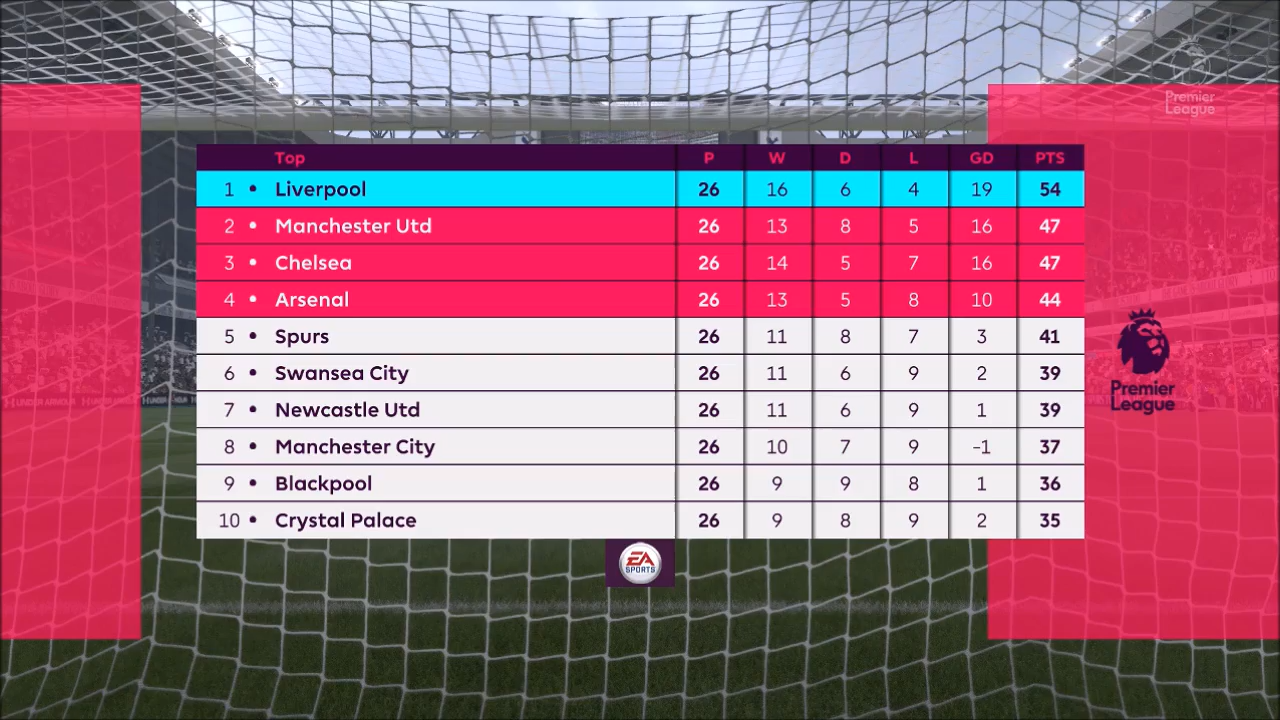 Premier
League
Top P W D L GD PTS
1 • Liverpool 26 16 6 4 19 54
2 • Manchester Utd 26 13 8 5 16 47
3 • Chelsea 26 14 5 7 16 47
4 • Arsenal 26 13 5 8 10 44
5 • Spurs 26 11 8 7 3 41
6 • Swansea City 26 11 6 9 2 39
7 • Newcastle Utd 26 11 6 9 1 39
8 • Manchester City 26 10 7 9 -1 37
9 • Blackpool 26 9 9 8 1 36
10 • Crystal Palace 26 9 8 9 2 35
Premier
League
UNDER ARMOUR
EA
SPORTS